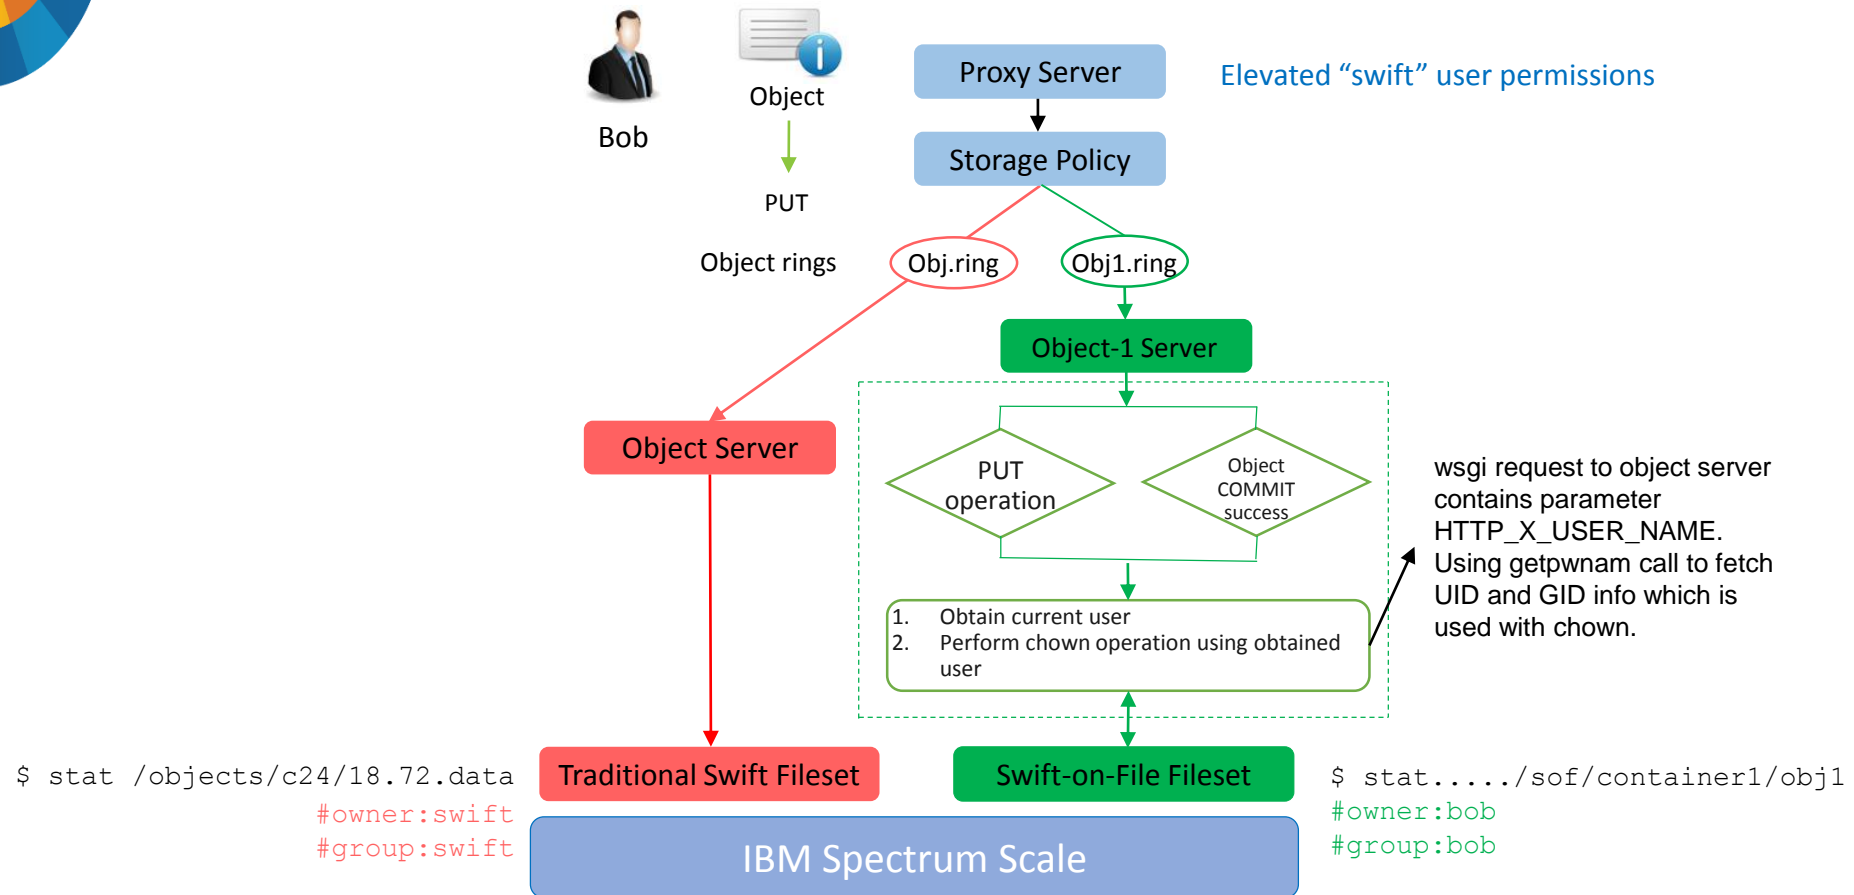 Proxy Server
Elevated “swift” user permissions
Object
Bob
Storage Policy
PUT
Object rings
Obj.ring
Obj1.ring
Object-1 Server
Object Server
PUT
operation
Object
COMMIT
success
wsgi request to object server
contains parameter
HTTP_X_USER_NAME.
Using getpwnam call to fetch
UID and GID info which is
used with chown.
1. Obtain current user
2. Perform chown operation using obtained
user
$ stat /objects/c24/18.72.data
#owner:swift
#group:swift
Traditional Swift Fileset
Swift-on-File Fileset
$ stat...../sof/container1/obj1
#owner:bob
#group:bob
IBM Spectrum Scale